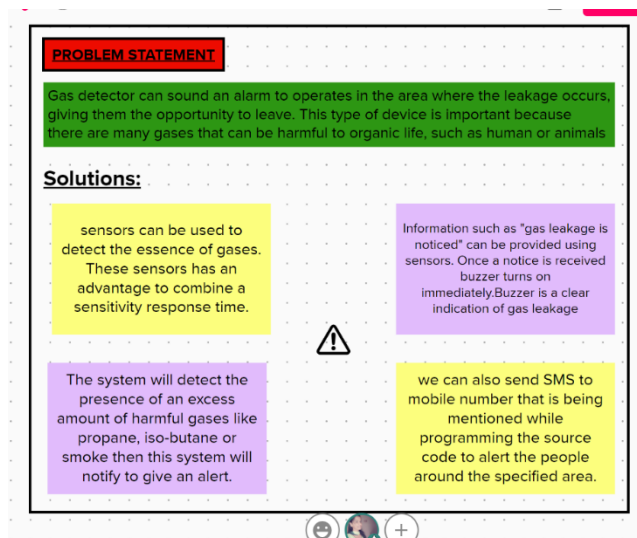 PROBLEM STATEMENT
Gas detector can sound an alarm to operates in the area where the leakage occurs,
giving them the opportunity to leave. This type of device is important because
there are many gases that can be harmful to organic life, such as human or animals
Solutions:
sensors can be used to
detect the essence of gases.
These sensors has an
advantage to combine a
sensitivity response time.
Information such as "gas leakage is
noticed" can be provided using
sensors. Once a notice is received
buzzer turns on
immediately.Buzzer is a clear
indication of gas leakage
The system will detect the
presence of an excess
amount of harmful gases like
propane, iso-butane or
smoke then this system will
notify to give an alert.
we can also send SMS to
mobile number that is being
mentioned while
programming the source
code to alert the people
around the specified area.